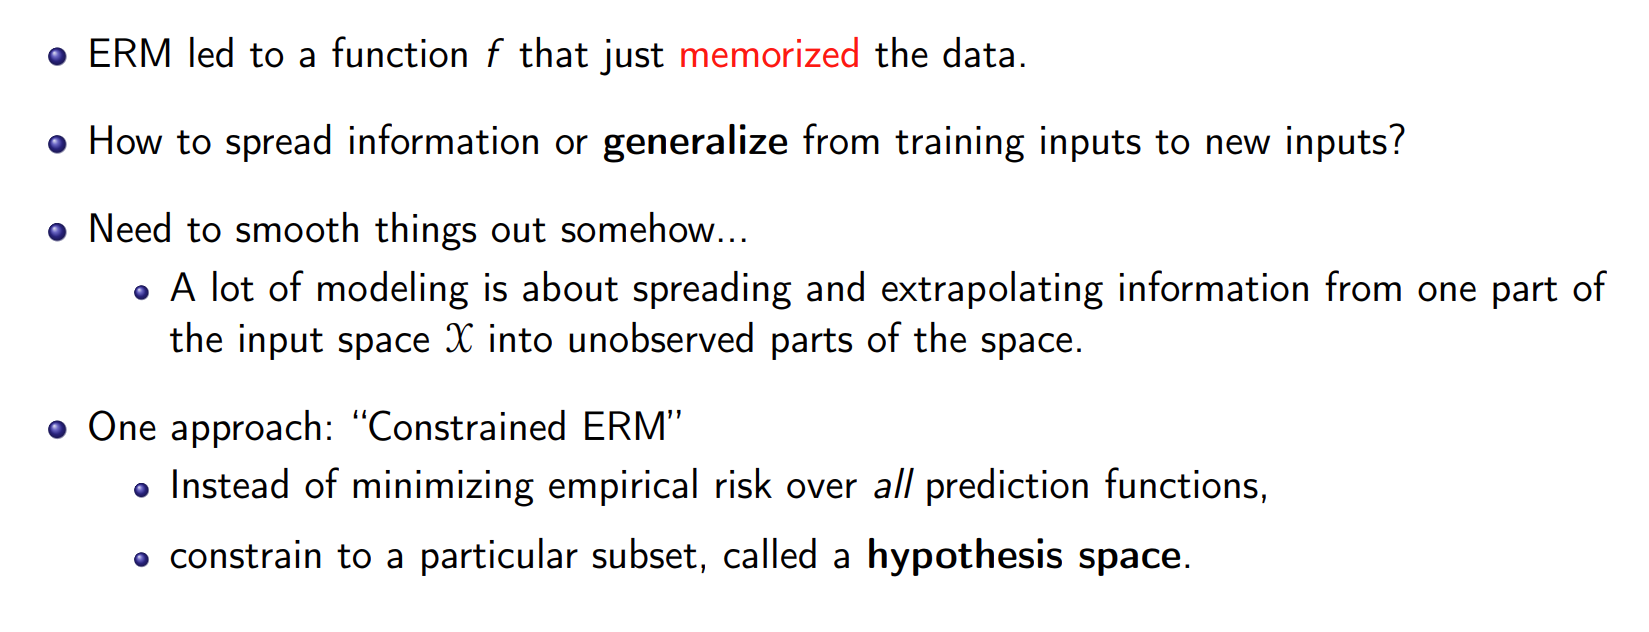 ERM led to a function f that just memorized the data.
How to spread information or generalize from training inputs to new inputs?
Need to smooth things out somehow...
A lot of modeling is about spreading and extrapolating information from one part of
the input space 𝒳 into unobserved parts of the space.
One approach: “Constrained ERM”
Instead of minimizing empirical risk over all prediction functions,
constrain to a particular subset, called a hypothesis space.